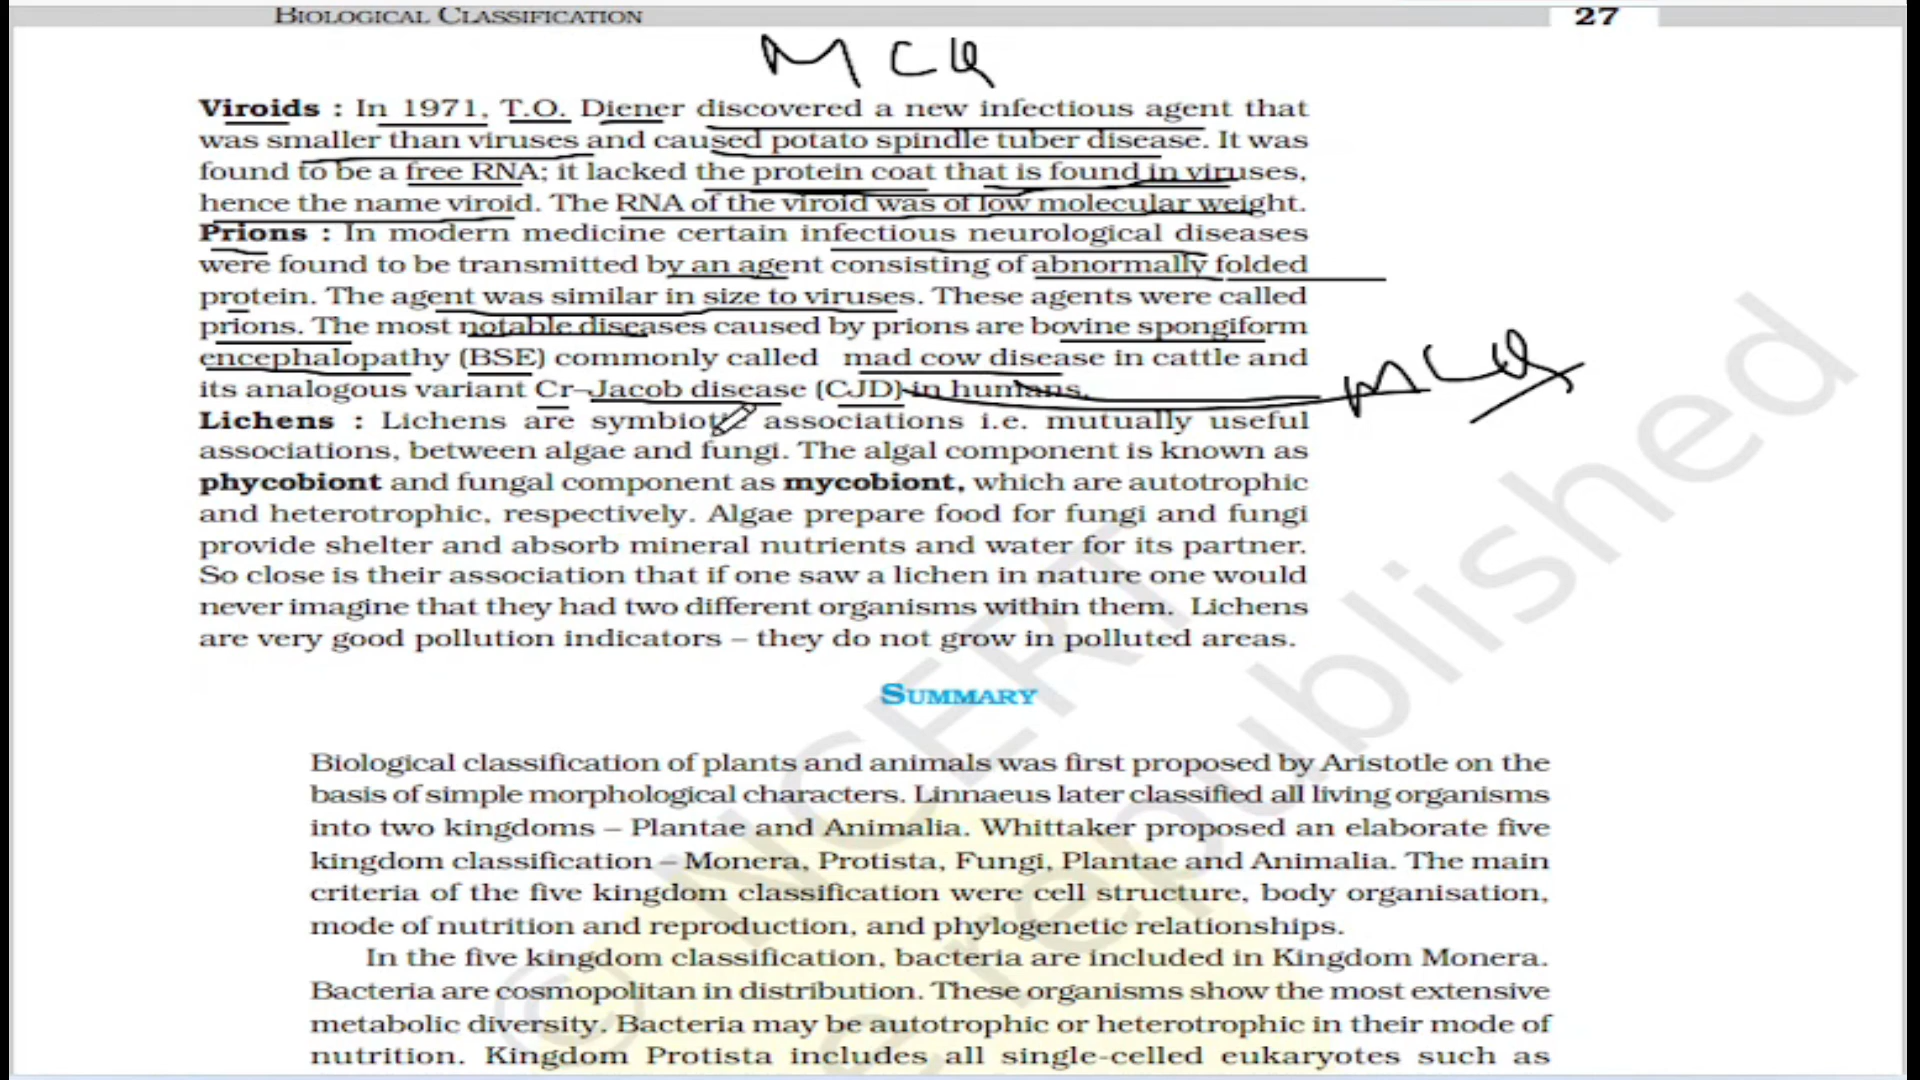 BIOLOGICAL CLASSIFICATION 27
MCQ
Viroids : In 1971, T.O. Diener discovered a new infectious agent that
was smaller than viruses and caused potato spindle tuber disease. It was
found to be a free RNA; it lacked the protein coat that is found in viruses,
hence the name viroid. The RNA of the viroid was of low molecular weight.
Prions : In modern medicine certain infectious neurological diseases
were found to be transmitted by an agent consisting of abnormally folded
protein. The agent was similar in size to viruses. These agents were called
prions. The most notable diseases caused by prions are bovine spongiform
encephalopathy (BSE) commonly called mad cow disease in cattle and
its analogous variant Cr–Jacob disease (CJD) in humans.
MCQ
Lichens : Lichens are symbiotic associations i.e. mutually useful
associations, between algae and fungi. The algal component is known as
phycobiont and fungal component as mycobiont, which are autotrophic
and heterotrophic, respectively. Algae prepare food for fungi and fungi
provide shelter and absorb mineral nutrients and water for its partner.
So close is their association that if one saw a lichen in nature one would
never imagine that they had two different organisms within them. Lichens
are very good pollution indicators – they do not grow in polluted areas.
SUMMARY
Biological classification of plants and animals was first proposed by Aristotle on the
basis of simple morphological characters. Linnaeus later classified all living organisms
into two kingdoms – Plantae and Animalia. Whittaker proposed an elaborate five
kingdom classification – Monera, Protista, Fungi, Plantae and Animalia. The main
criteria of the five kingdom classification were cell structure, body organisation,
mode of nutrition and reproduction, and phylogenetic relationships.
In the five kingdom classification, bacteria are included in Kingdom Monera.
Bacteria are cosmopolitan in distribution. These organisms show the most extensive
metabolic diversity. Bacteria may be autotrophic or heterotrophic in their mode of
nutrition. Kingdom Protista includes all single-celled eukaryotes such as
© NCERT
republished